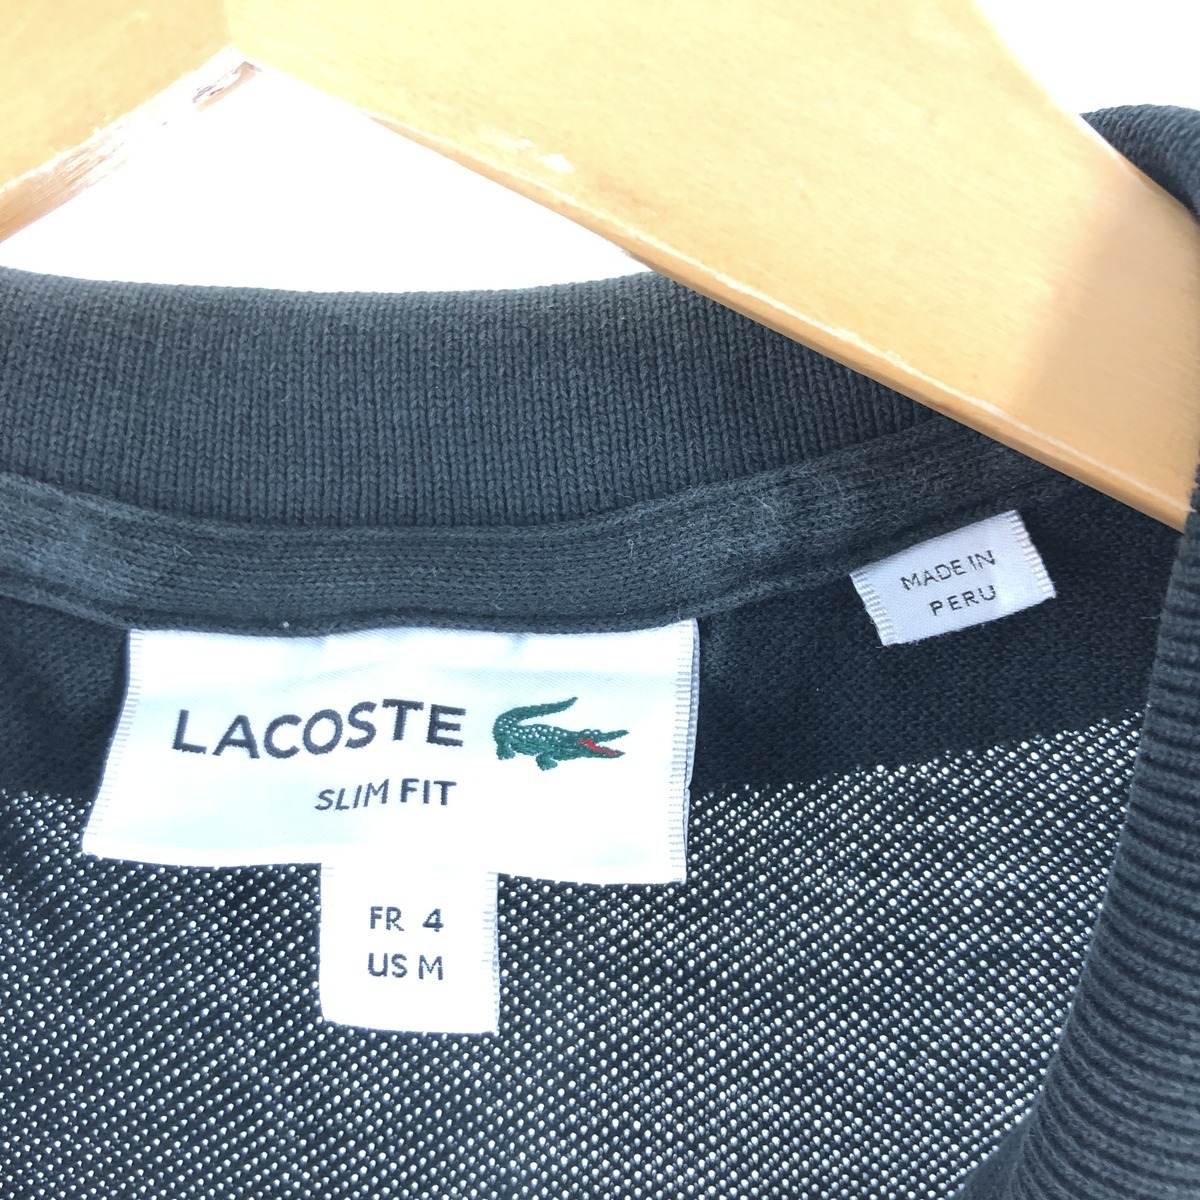 LACOSTE
SLIM FIT
FR 4
US M
MADE IN
PERU